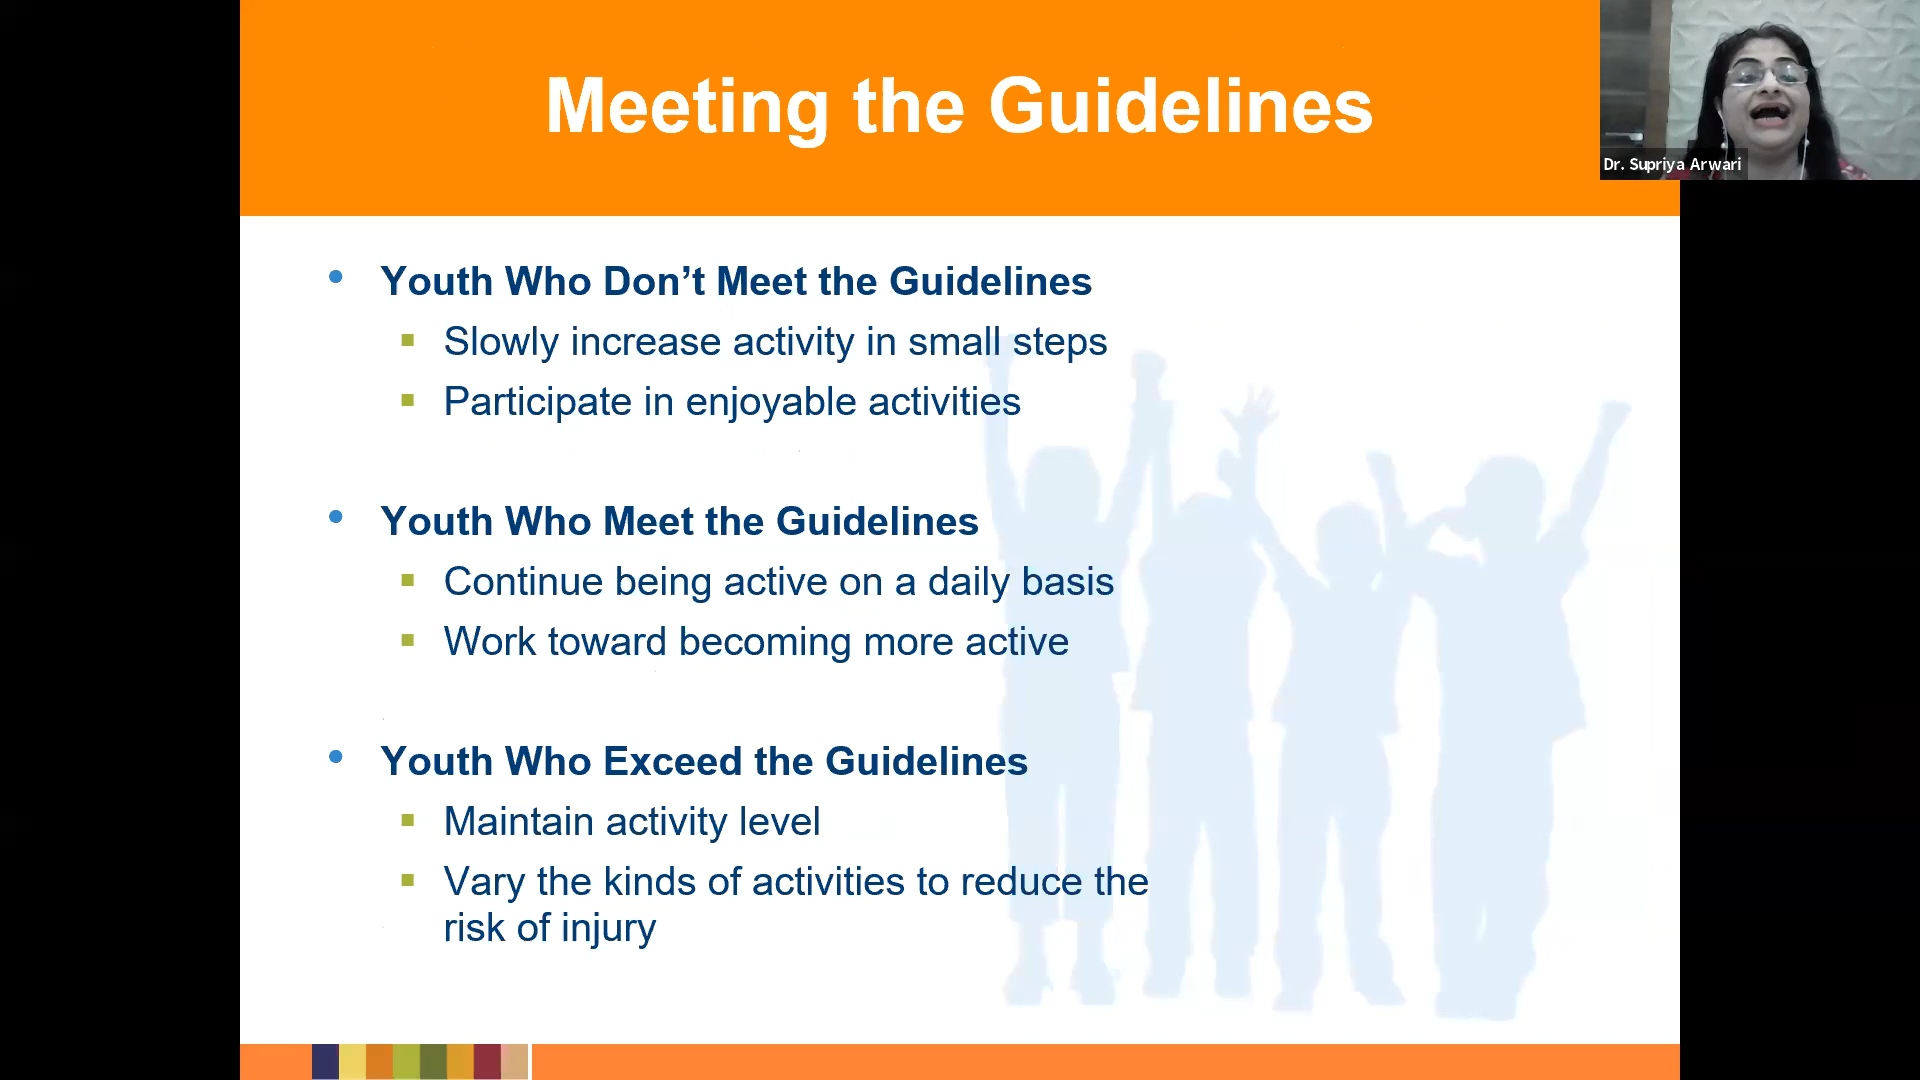 Meeting the Guidelines
Dr. Supriya Arwari
• Youth Who Don’t Meet the Guidelines
▪ Slowly increase activity in small steps
▪ Participate in enjoyable activities
• Youth Who Meet the Guidelines
▪ Continue being active on a daily basis
▪ Work toward becoming more active
• Youth Who Exceed the Guidelines
▪ Maintain activity level
▪ Vary the kinds of activities to reduce the
risk of injury